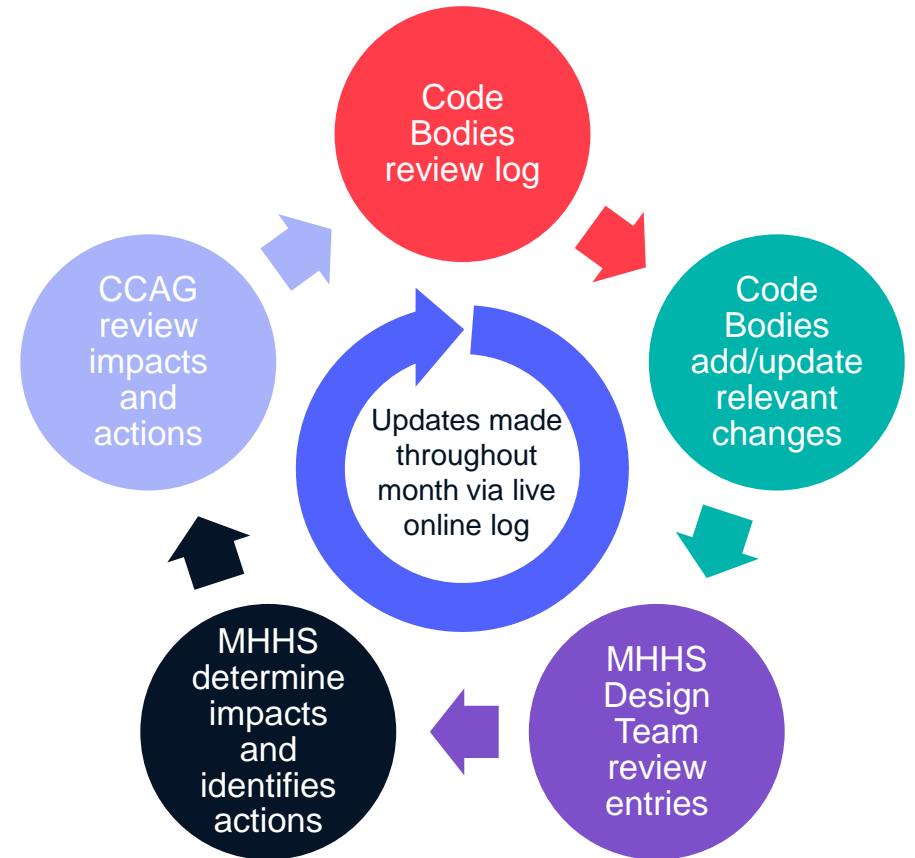 Code
Bodies
review log
Code
Bodies
add/update
relevant
changes
MHHS
Design
Team
review
entries
MHHS
determine
impacts
and
identifies
actions
CCAG
review
impacts
and
actions
Updates made
throughout
month via live
online log